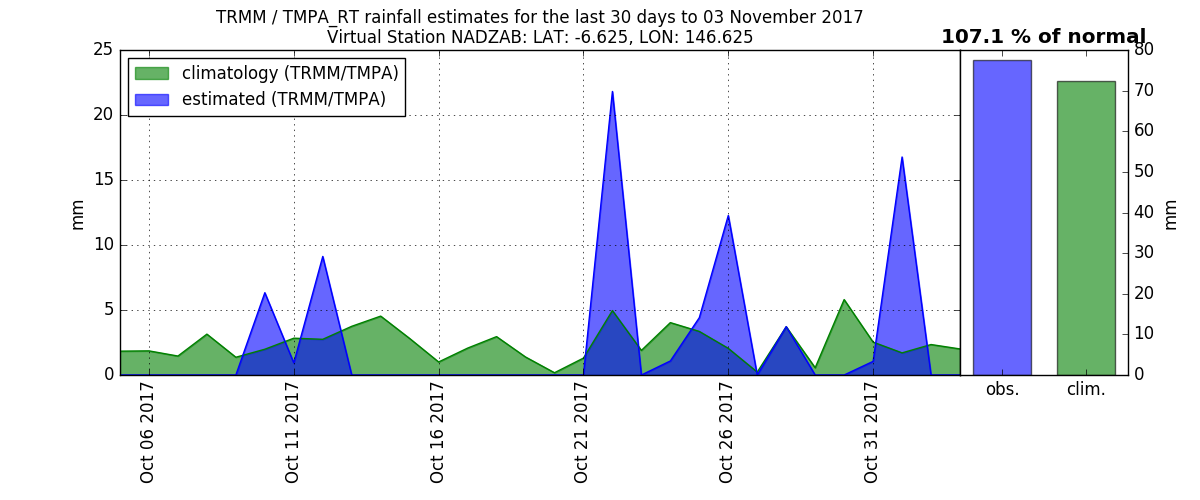 TRMM / TMPA_RT rainfall estimates for the last 30 days to 03 November 2017
Virtual Station NADZAB: LAT: -6.625, LON: 146.625
107.1 % of normal
climatology (TRMM/TMPA)
estimated (TRMM/TMPA)
25
20
15
10
5
0
mm
Oct 06 2017
Oct 11 2017
Oct 16 2017
Oct 21 2017
Oct 26 2017
Oct 31 2017
80
70
60
50
40
30
20
10
0
mm
obs.
clim.